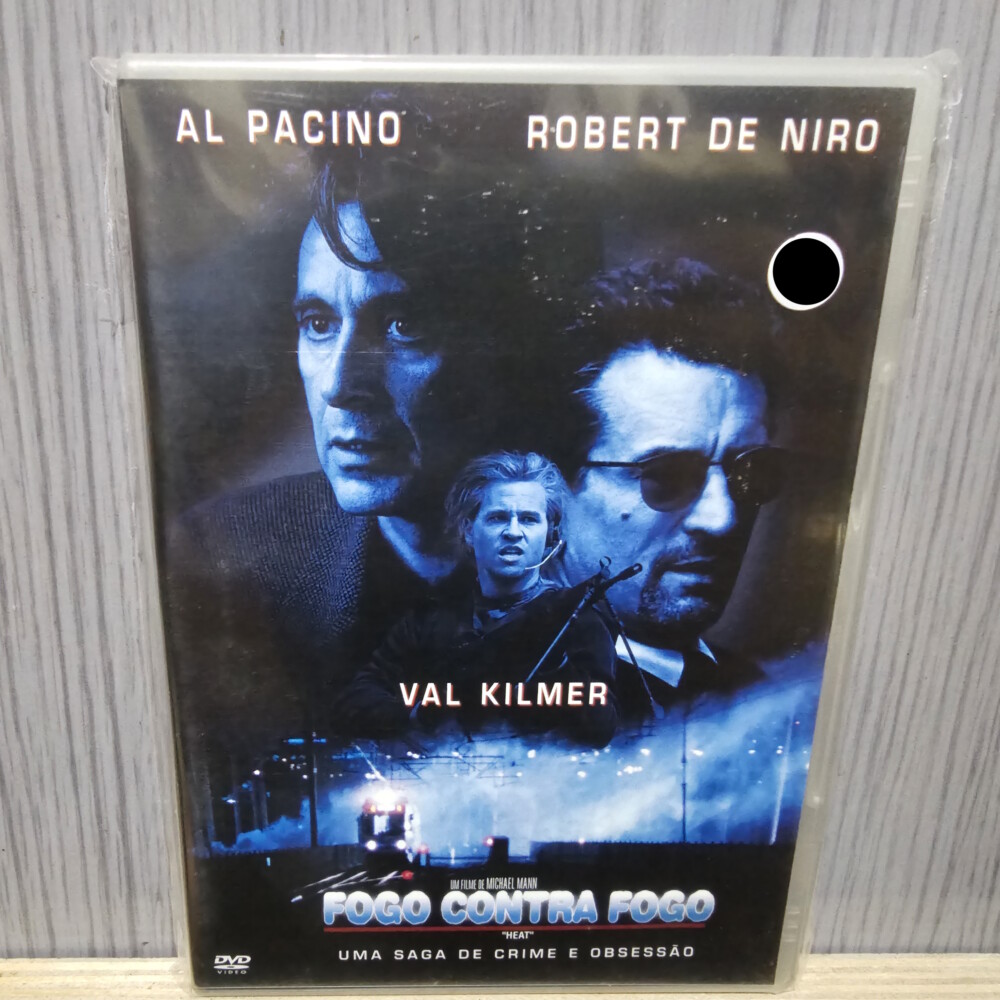 AL PACINO
ROBERT DE NIRO
VAL KILMER
UM FILME DE MICHAEL MANN
FOGO CONTRA FOGO
"HEAT"
UMA SAGA DE CRIME E OBSESSÃO
DVD
VIDEO